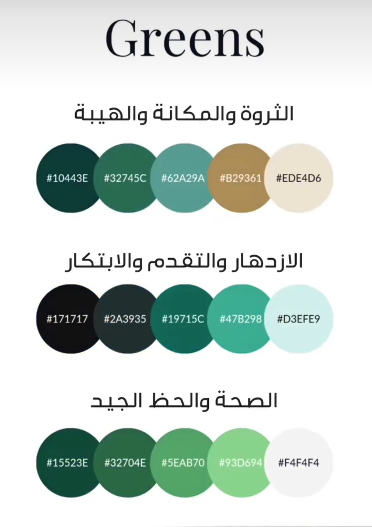 Greens
الثروة والمكانة والهيبة
#10443E #32745C #62A29A #B29361 #EDE4D6
الازدهار والتقدم والابتكار
#171717 #2A3935 #19715C #47B298 #D3EFE9
الصحة والحظ الجيد
#15523E #32704E #5EAB70 #93D694 #F4F4F4